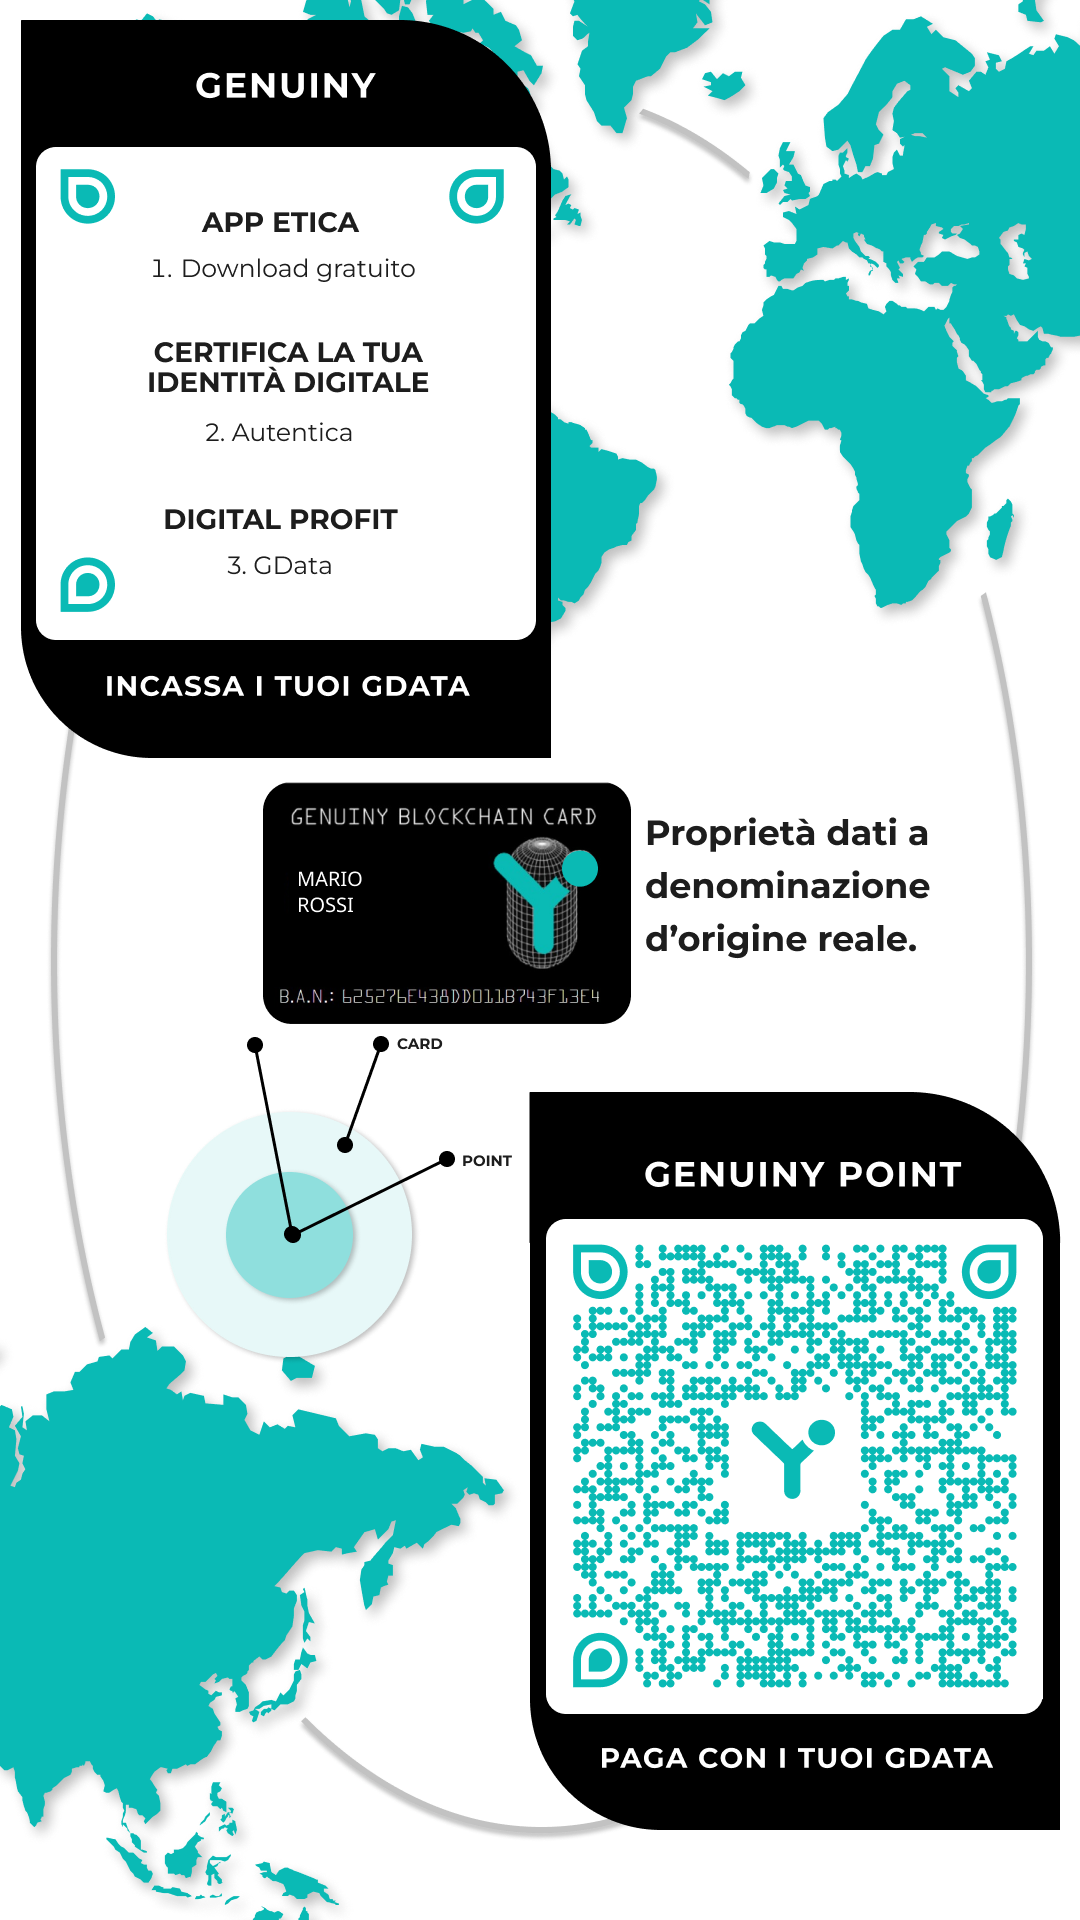 GENUINY
APP ETICA
1. Download gratuito
CERTIFICA LA TUA
IDENTITÀ DIGITALE
2. Autentica
DIGITAL PROFIT
3. GData
INCASSA I TUOI GDATA
GENUINY BLOCKCHAIN CARD
MARIO
ROSSI
B.A.N.: 625276E438DD011B743F13E4
Proprietà dati a
denominazione
d’origine reale.
CARD
POINT
GENUINY POINT
PAGA CON I TUOI GDATA